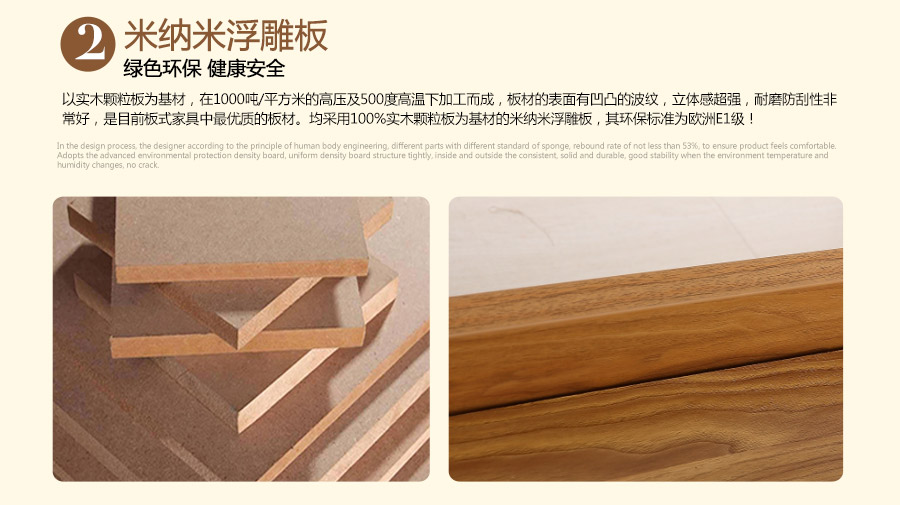 2
米纳米浮雕板
绿色环保 健康安全
以实木颗粒板为基材，在1000吨/平方米的高压及500度高温下加工而成，板材的表面有凹凸的波纹，立体感超强，耐磨防刮性非
常好，是目前板式家具中最优质的板材。均采用100%实木颗粒板为基材的米纳米浮雕板，其环保标准为欧洲E1级！
In the design process, the designer according to the principle of human body engineering, different parts with different standard of sponge, rebound rate of not less than 53%, to ensure product feels comfortable.
Adopts the advanced environmental protection density board, uniform density board structure tightly, inside and outside the consistent, solid and durable, good stability when the environment temperature and
humidity changes, no crack.